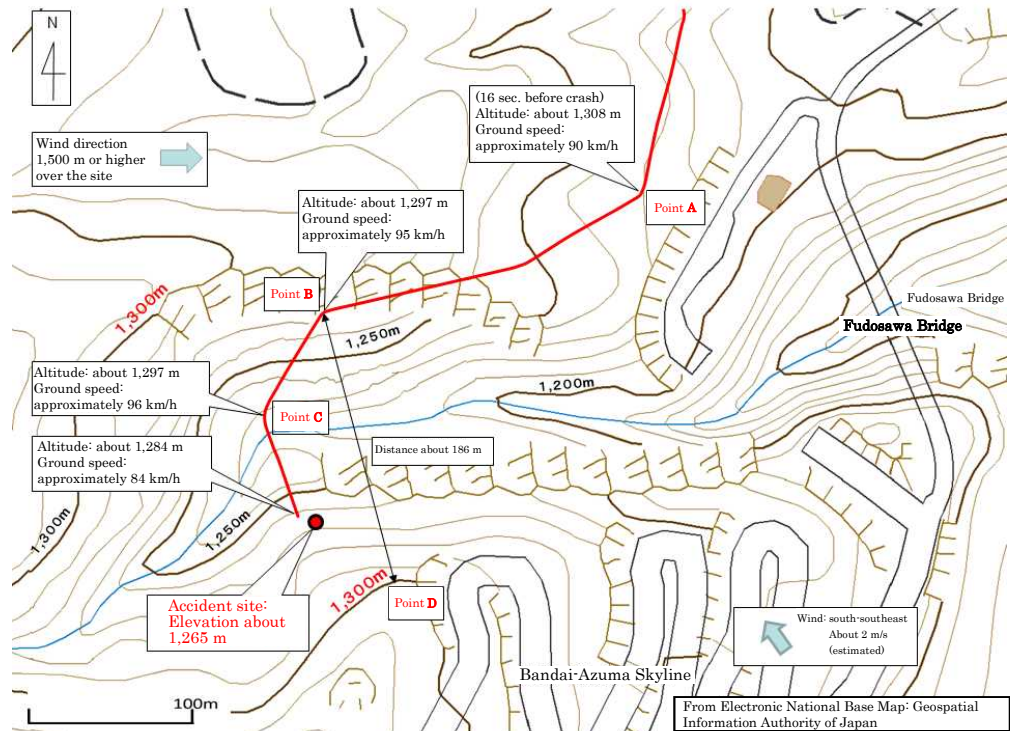 N
(16 sec. before crash)
Altitude: about 1,308 m
Ground speed:
approximately 90 km/h
Wind direction
1,500 m or higher
over the site
Point A
Altitude: about 1,297 m
Ground speed:
approximately 95 km/h
Point B
1,300m
Fudosawa Bridge
Fudosawa Bridge
1,250m
Altitude: about 1,297 m
Ground speed:
approximately 96 km/h
1,200m
Point C
Altitude: about 1,284 m
Ground speed:
approximately 84 km/h
Distance about 186 m
1,300m
1,250m
Accident site:
Elevation about
1,265 m
1,300m
Point D
Wind: south-southeast
About 2 m/s
(estimated)
Bandai-Azuma Skyline
100m
From Electronic National Base Map: Geospatial
Information Authority of Japan